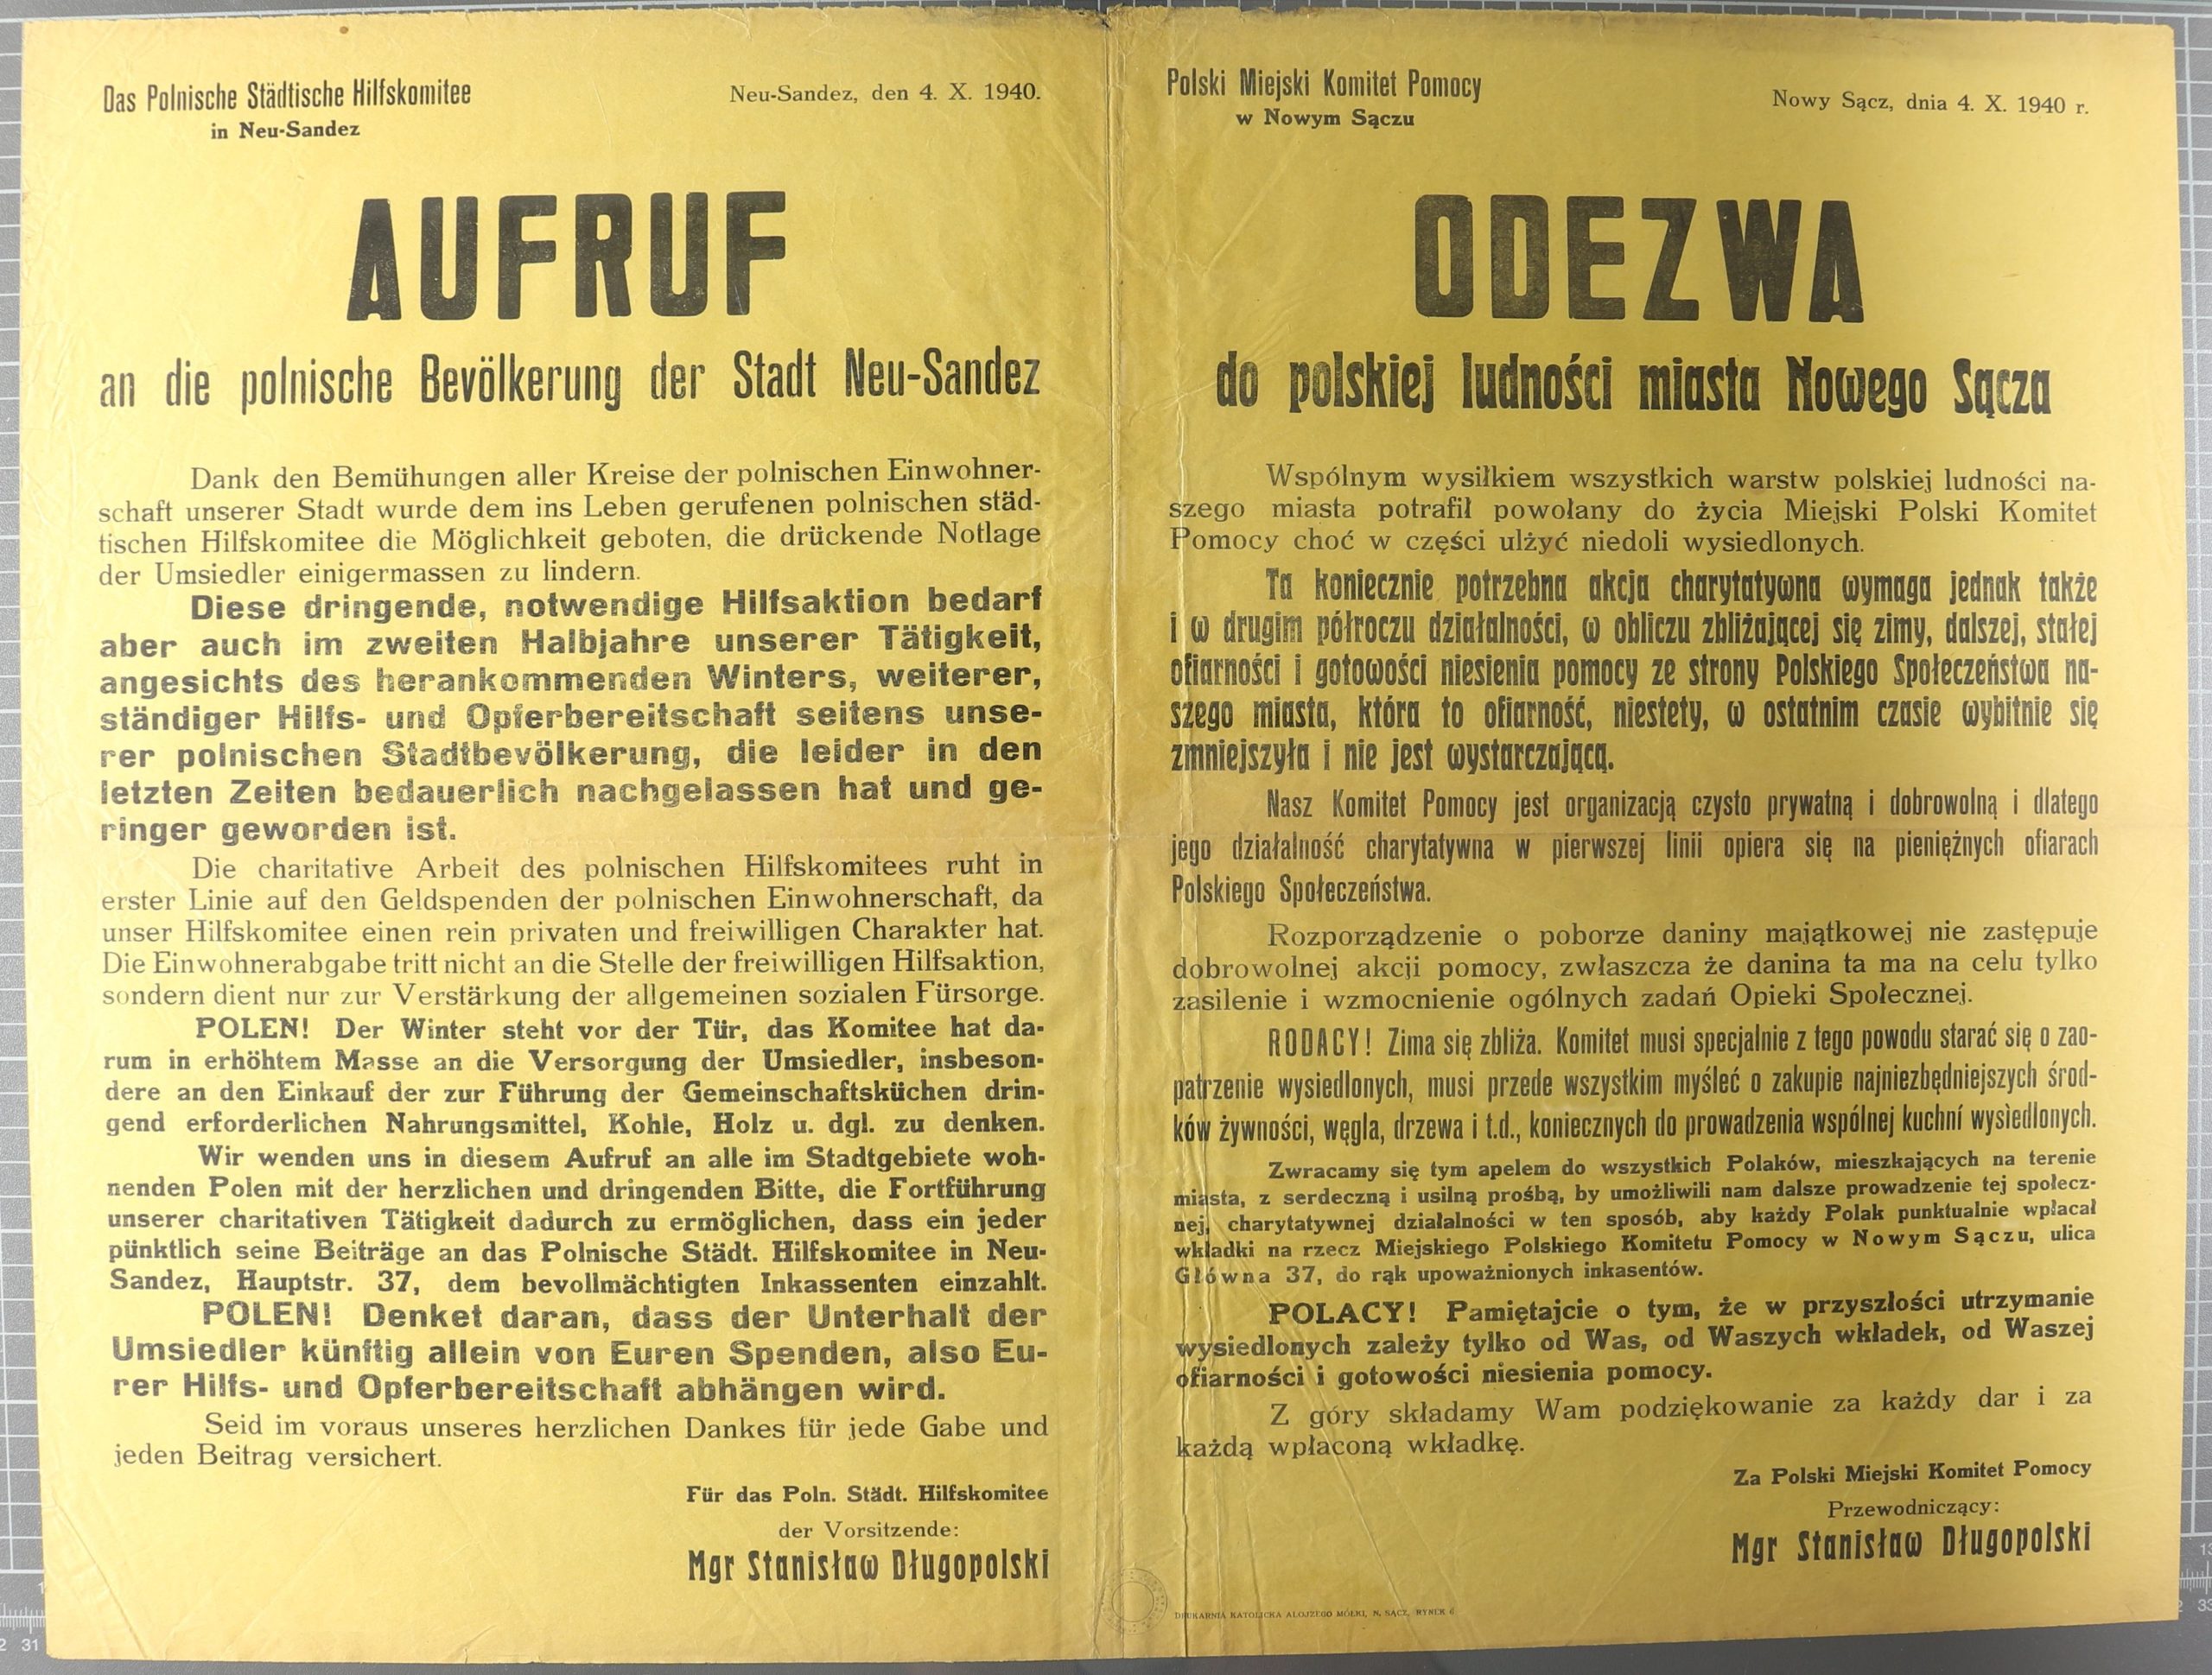 Das Polnische Städtische Hilfskomitee
in Neu-Sandez
Neu-Sandez, den 4. X. 1940.
AUFRUF
an die polnische Bevölkerung der Stadt Neu-Sandez
Dank den Bemühungen aller Kreise der polnischen Einwohner-
schaft unserer Stadt wurde dem ins Leben gerufenen polnischen städ-
tischen Hilfskomitee die Möglichkeit geboten, die drückende Notlage
der Umsiedler einigermassen zu lindern.
Diese dringende, notwendige Hilfsaktion bedarf
aber auch im zweiten Halbjahre unserer Tätigkeit,
angesichts des herankommenden Winters, weiterer,
ständiger Hilfs- und Opferbereitschaft seitens unse-
rer polnischen Stadtbevölkerung, die leider in den
letzten Zeiten bedauerlich nachgelassen hat und ge-
ringer geworden ist.
Die charitative Arbeit des polnischen Hilfskomitees ruht in
erster Linie auf den Geldspenden der polnischen Einwohnerschaft, da
unser Hilfskomitee einen rein privaten und freiwilligen Charakter hat.
Die Einwohnerabgabe tritt nicht an die Stelle der freiwilligen Hilfsaktion,
sondern dient nur zur Verstärkung der allgemeinen sozialen Fürsorge.
POLEN! Der Winter steht vor der Tür, das Komitee hat da-
rum in erhöhtem Masse an die Versorgung der Umsiedler, insbeson-
dere an den Einkauf der zur Führung der Gemeinschaftsküchen drin-
gend erforderlichen Nahrungsmittel, Kohle, Holz u. dgl. zu denken.
Wir wenden uns in diesem Aufruf an alle im Stadtgebiete woh-
nenden Polen mit der herzlichen und dringenden Bitte, die Fortführung
unserer charitativen Tätigkeit dadurch zu ermöglichen, dass ein jeder
pünktlich seine Beiträge an das Polnische Städt. Hilfskomitee in Neu-
Sandez, Hauptstr. 37, dem bevollmächtigten Inkassenten einzahlt.
POLEN! Denket daran, dass der Unterhalt der
Umsiedler künftig allein von Euren Spenden, also Eu-
rer Hilfs- und Opferbereitschaft abhängen wird.
Seid im voraus unseres herzlichen Dankes für jede Gabe und
jeden Beitrag versichert.
Für das Poln. Städt. Hilfskomitee
der Vorsitzende:
Mgr Stanisław Długopolski
Polski Miejski Komitet Pomocy
w Nowym Sączu
Nowy Sącz, dnia 4. X. 1940 r.
ODEZWA
do polskiej ludności miasta Nowego Sącza
Wspólnym wysiłkiem wszystkich warstw polskiej ludności na-
szego miasta potrafił powołany do życia Miejski Polski Komitet
Pomocy choć w części ulżyć niedoli wysiedlonych.
Ta koniecznie potrzebna akcja charytatywna wymaga jednak także
i w drugim półroczu działalności, w obliczu zbliżającej się zimy, dalszej, stałej
ofiarności i gotowości niesienia pomocy ze strony Polskiego Społeczeństwa na-
szego miasta, która to ofiarność, niestety, w ostatnim czasie wybitnie się
zmniejszyła i nie jest wystarczającą.
Nasz Komitet Pomocy jest organizacją czysto prywatną i dobrowolną i dlatego
jego działalność charytatywna w pierwszej linii opiera się na pieniężnych ofiarach
Polskiego Społeczeństwa.
Rozporządzenie o poborze daniny majątkowej nie zastępuje
dobrowolnej akcji pomocy, zwłaszcza że danina ta ma na celu tylko
zasilenie i wzmocnienie ogólnych zadań Opieki Społecznej.
RODACY! Zima się zbliża. Komitet musi specjalnie z tego powodu starać się o zao-
patrzenie wysiedlonych, musi przede wszystkim myśleć o zakupie najniezbędniejszych środ-
ków żywności, węgla, drzewa i t.d., koniecznych do prowadzenia wspólnej kuchni wysiedlonych.
Zwracamy się tym apelem do wszystkich Polaków, mieszkających na terenie
miasta, z serdeczną i usilną prośbą, by umożliwili nam dalsze prowadzenie tej społecz-
nej, charytatywnej działalności w ten sposób, aby każdy Polak punktualnie wpłacał
wkładki na rzecz Miejskiego Polskiego Komitetu Pomocy w Nowym Sączu, ulica
Główna 37, do rąk upoważnionych inkasentów.
POLACY! Pamiętajcie o tym, że w przyszłości utrzymanie
wysiedlonych zależy tylko od Was, od Waszych wkładek, od Waszej
ofiarności i gotowości niesienia pomocy.
Z góry składamy Wam podziękowanie za każdy dar i za
każdą wpłaconą wkładkę.
Za Polski Miejski Komitet Pomocy
Przewodniczący:
Mgr Stanisław Długopolski
DRUKARNIA KATOLICKA ALOJZEGO MÓŁKI, N. SĄCZ, RYNEK 6